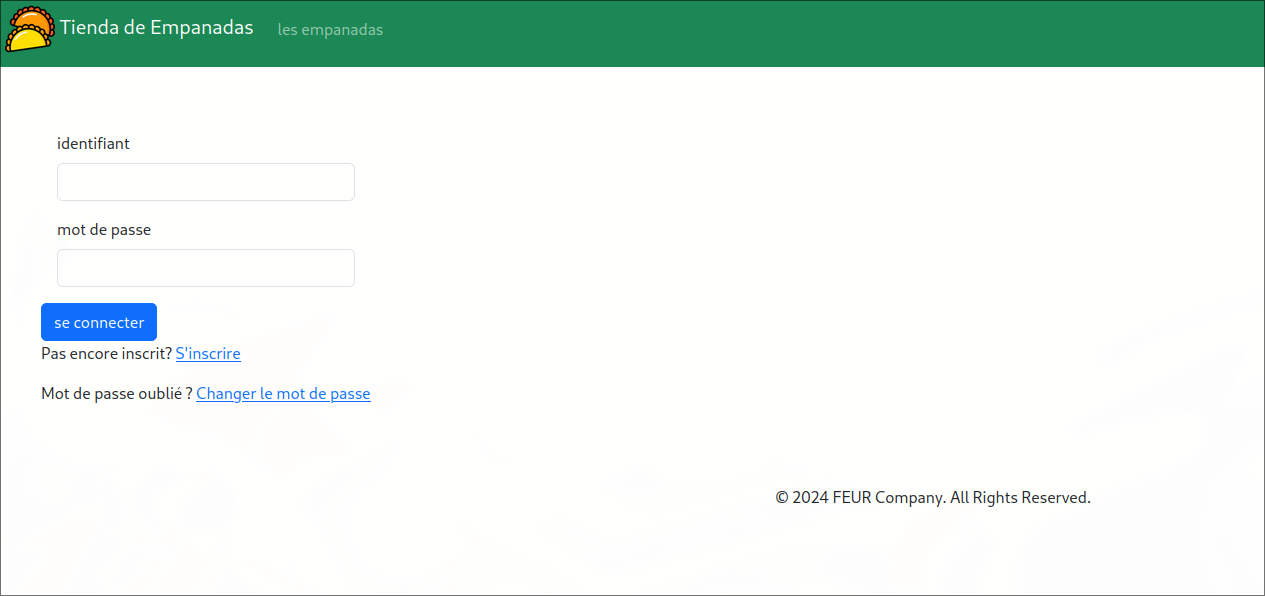 Tienda de Empanadas les empanadas
identifiant
mot de passe
se connecter
Pas encore inscrit? S'inscrire
Mot de passe oublié ? Changer le mot de passe
© 2024 FEUR Company. All Rights Reserved.